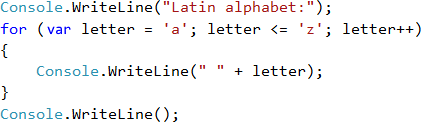 Console.WriteLine("Latin alphabet:");
for (var letter = 'a'; letter <= 'z'; letter++)
{
    Console.WriteLine(" " + letter);
}
Console.WriteLine();